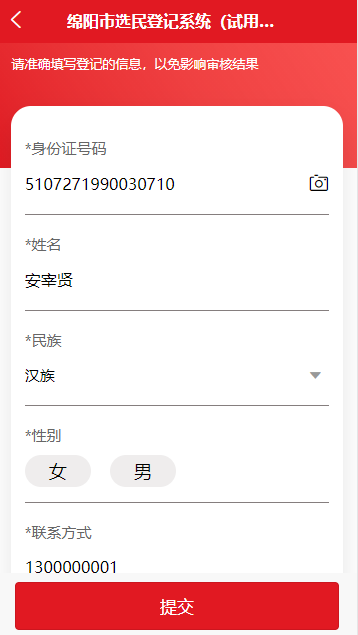 绵阳市选民登记系统（试用...
请准确填写登记的信息，以免影响审核结果
*身份证号码
5107271990030710
*姓名
安宰贤
*民族
汉族
*性别
女 男
*联系方式
1300000001
提交